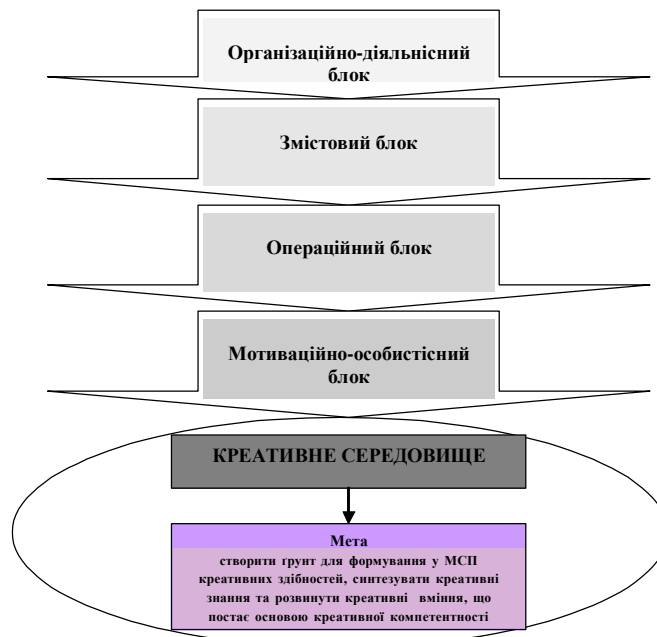 Організаційно-діяльнісний
блок
Змістовий блок
Операційний блок
Мотиваційно-особистісний
блок
КРЕАТИВНЕ СЕРЕДОВИЩЕ
Мета
створити ґрунт для формування у МСП
креативних здібностей, синтезувати креативні
знання та розвинути креативні вміння, що
постає основою креативної компетентності